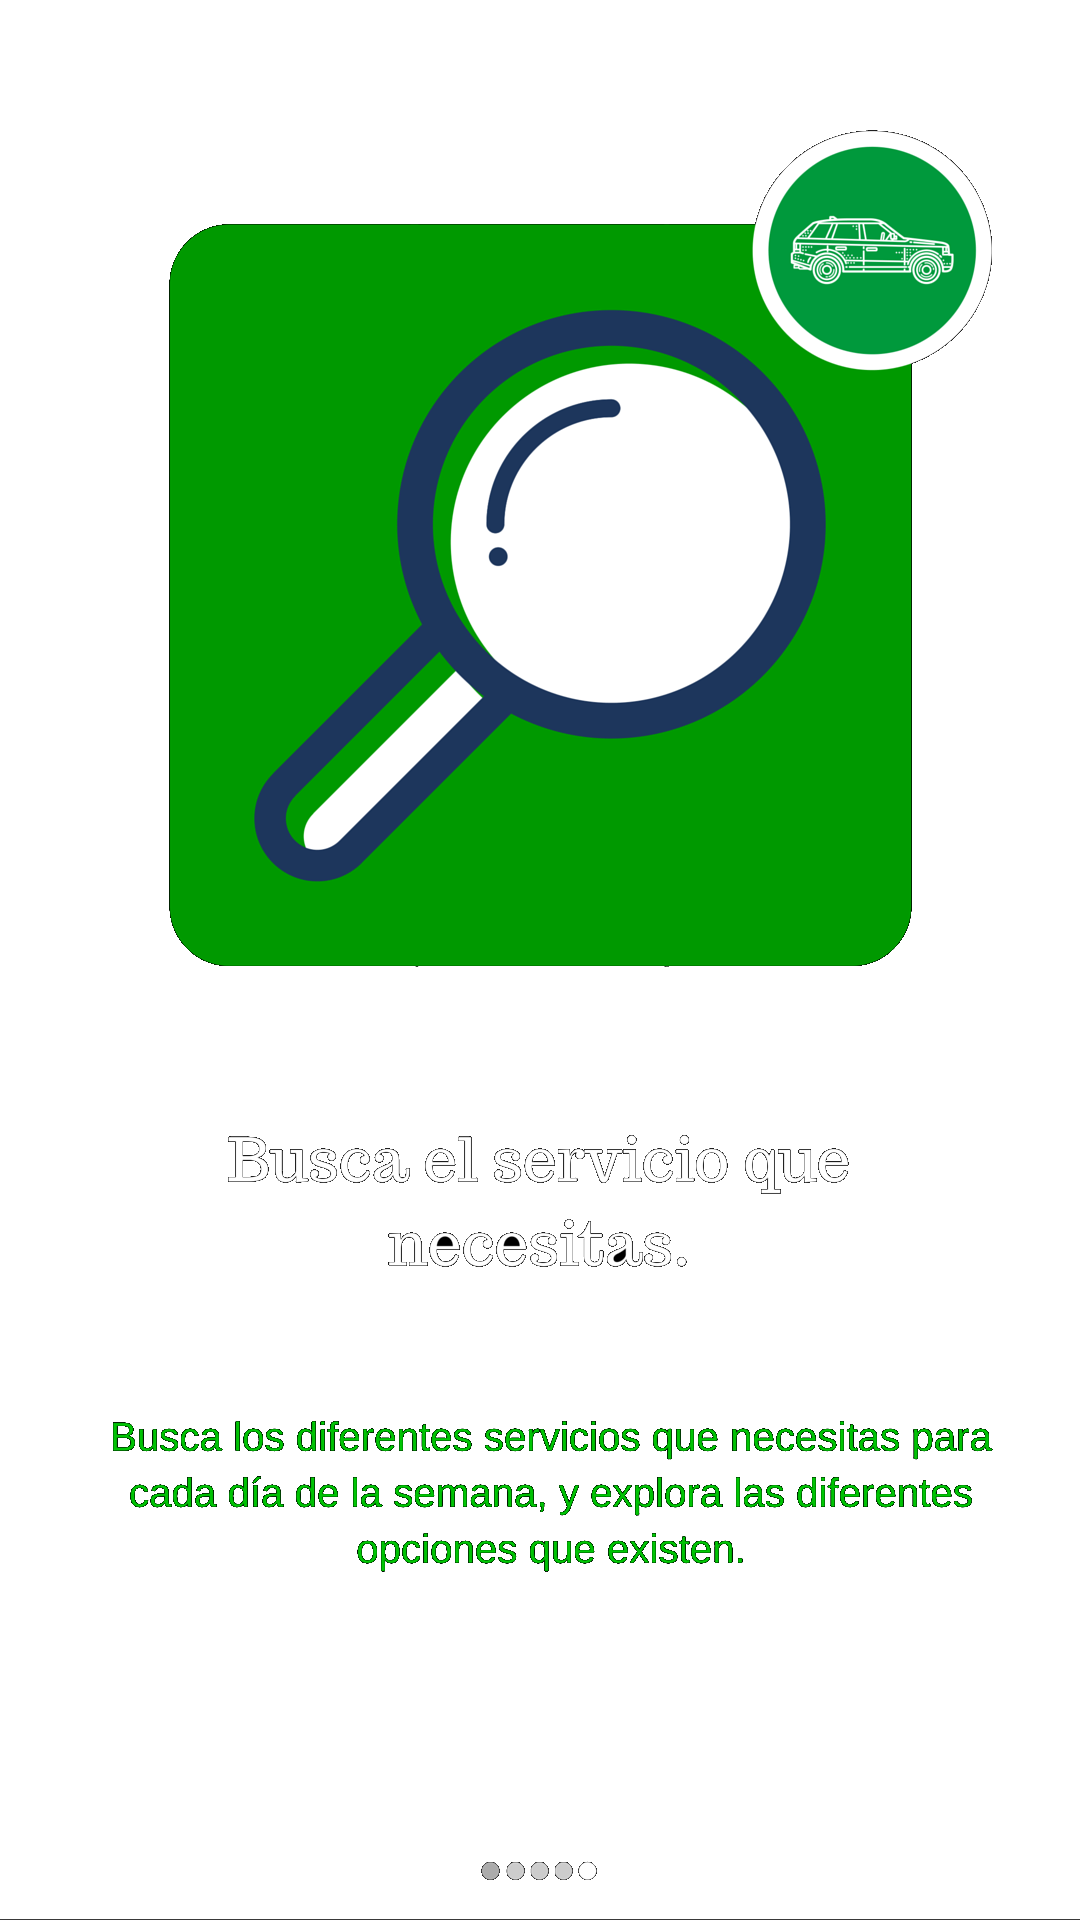 Busca el servicio que
necesitas.
Busca los diferentes servicios que necesitas para
cada día de la semana, y explora las diferentes
opciones que existen.